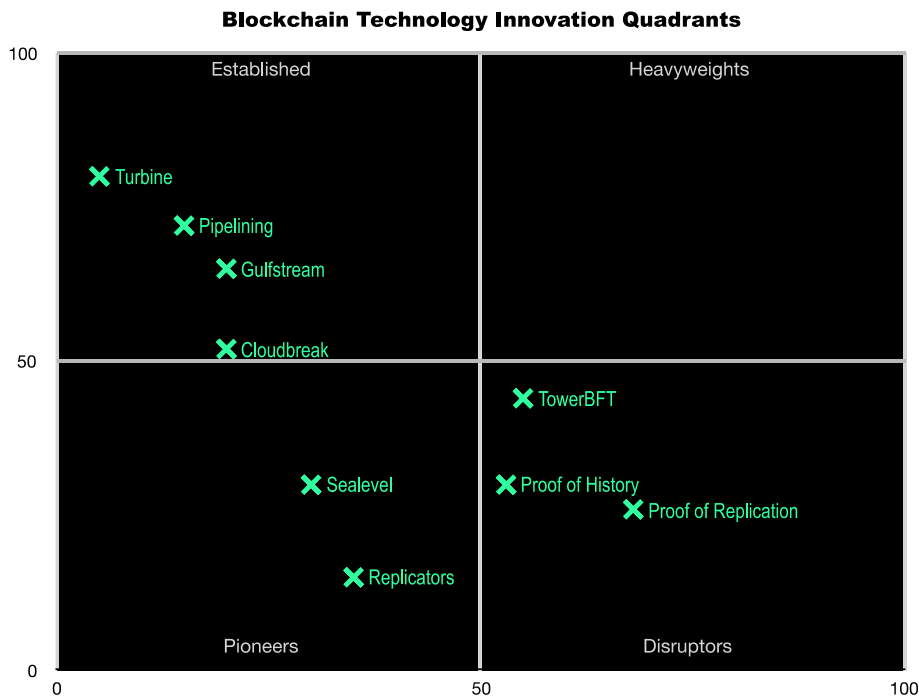 Blockchain Technology Innovation Quadrants
100
Established
Heavyweights
Turbine
Pipelining
Gulfstream
Cloudbreak
50
TowerBFT
Sealevel
Proof of History
Proof of Replication
Replicators
Pioneers
Disruptors
0
0
50
100